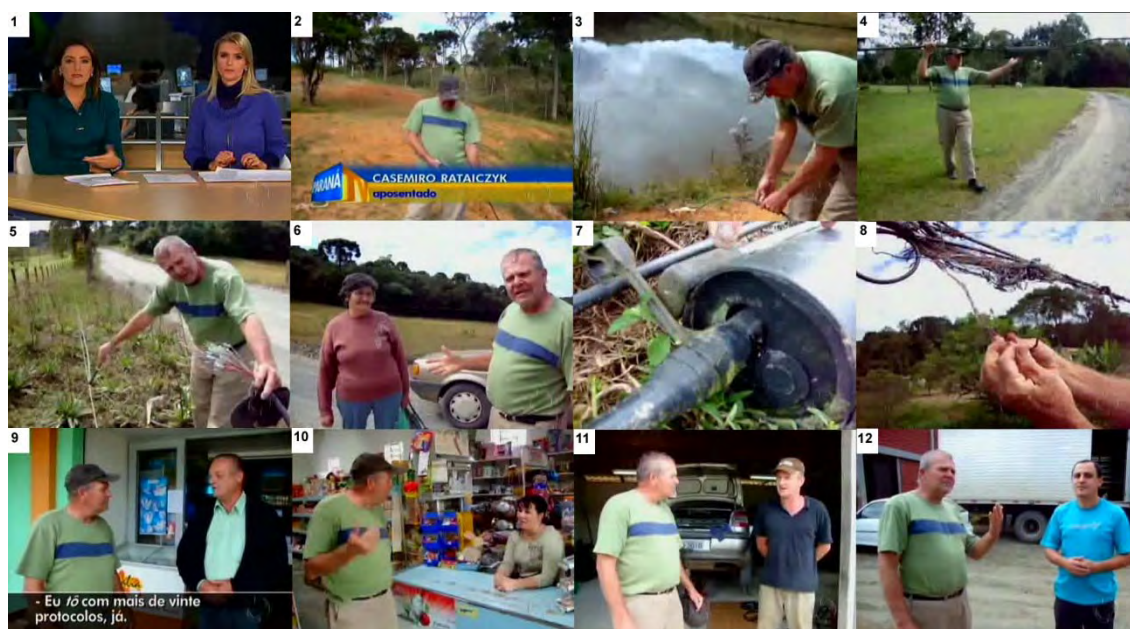 1
2
3
4
PARANÁ
CASEMIRO RATAICZYK
aposentado
5
6
7
8
9
10
11
12
- Eu tô com mais de vinte
protocolos, já.